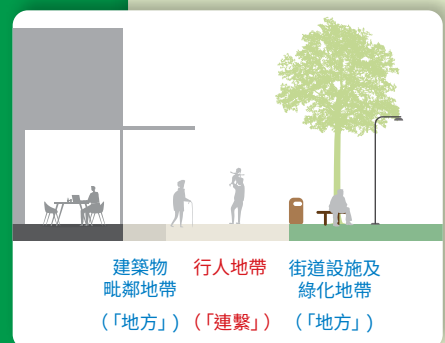 建築物
毗鄰地帶
(「地方」)
行人地帶
(「連繫」)
街道設施及
綠化地帶
(「地方」)